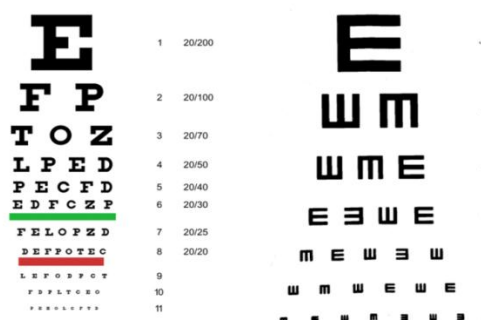 E 1 20/200
F P 2 20/100
T O Z 3 20/70
L P E D 4 20/50
P E C F D 5 20/40
E D F C Z P 6 20/30
F E L O P Z D 7 20/25
D E F P O T E C 8 20/20
L E F O D P C T 9
F D P L T C E O 10
11
E
Ш M
Ш M E
E Ǝ Ш E
M E Ш Ǝ Ш
Ш M Ш E Ш Ш